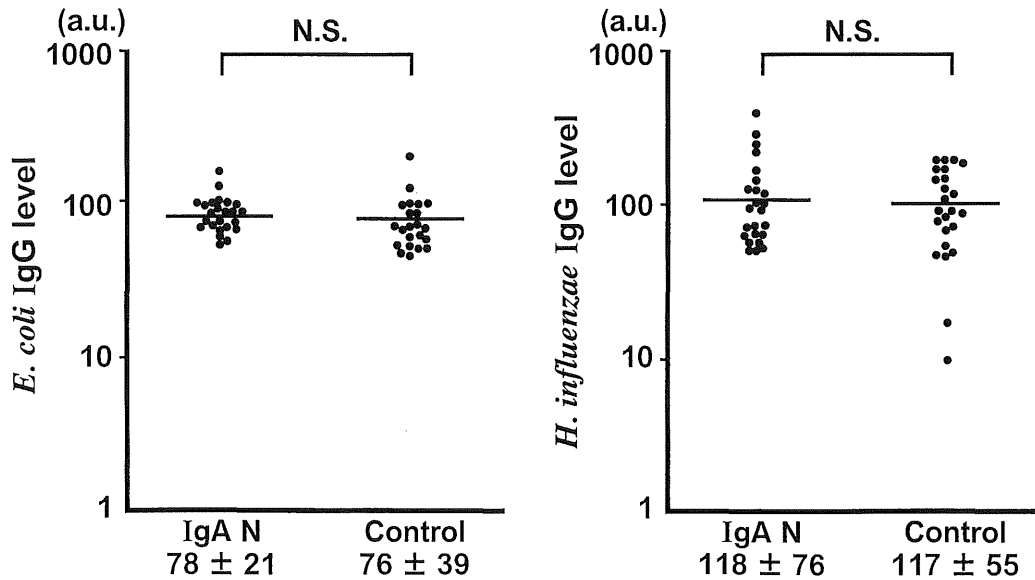 (a.u.)
1000
100
10
1
E. coli IgG level
N.S.
IgA N
78 ± 21
Control
76 ± 39
(a.u.)
1000
100
10
1
H. influenzae IgG level
N.S.
IgA N
118 ± 76
Control
117 ± 55